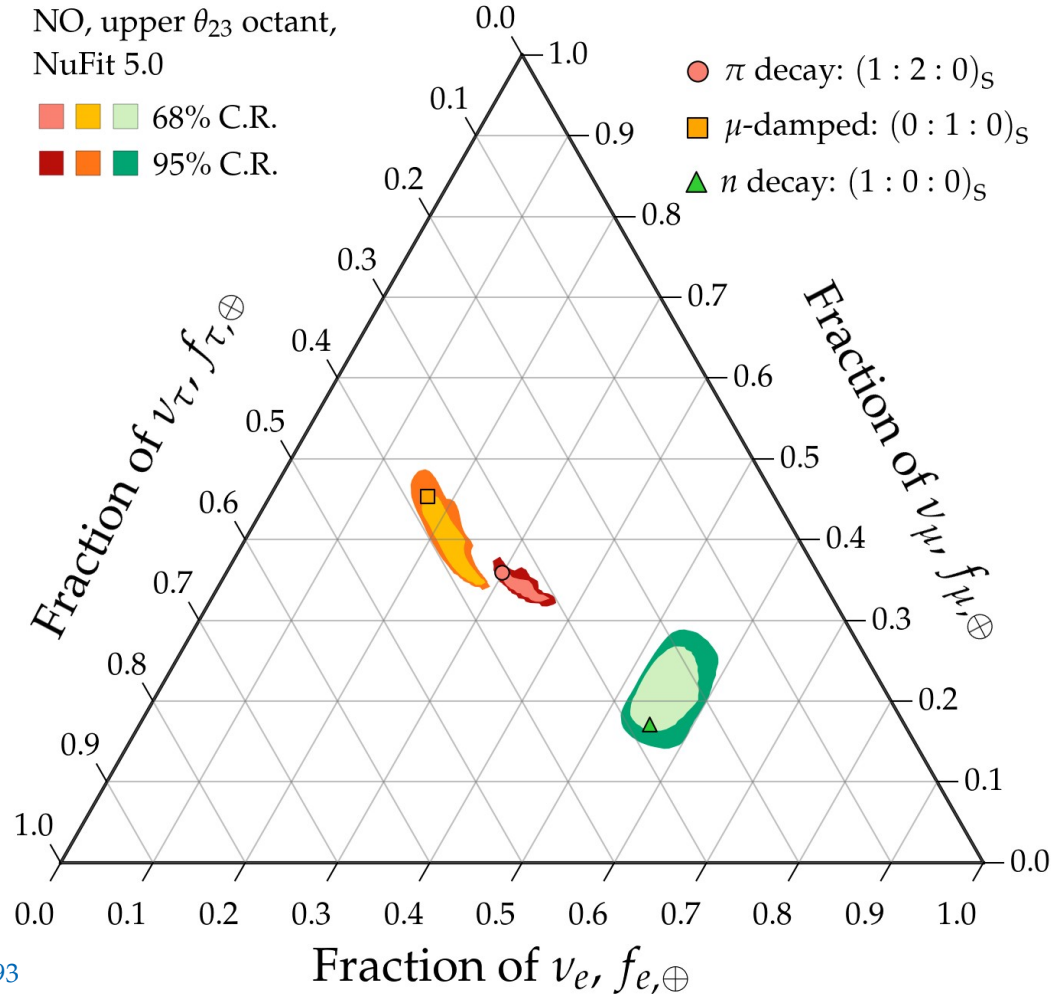 NO, upper θ₂₃ octant,
NuFit 5.0
68% C.R.
95% C.R.
π decay: (1 : 2 : 0)S
μ-damped: (0 : 1 : 0)S
n decay: (1 : 0 : 0)S
0.0
0.1
0.2
0.3
0.4
0.5
0.6
0.7
0.8
0.9
1.0
Fraction of ντ, fτ,⊕
1.0
0.9
0.8
0.7
0.6
0.5
0.4
0.3
0.2
0.1
0.0
Fraction of νμ, fμ,⊕
0.0 0.1 0.2 0.3 0.4 0.5 0.6 0.7 0.8 0.9 1.0
Fraction of νe, fe,⊕
93